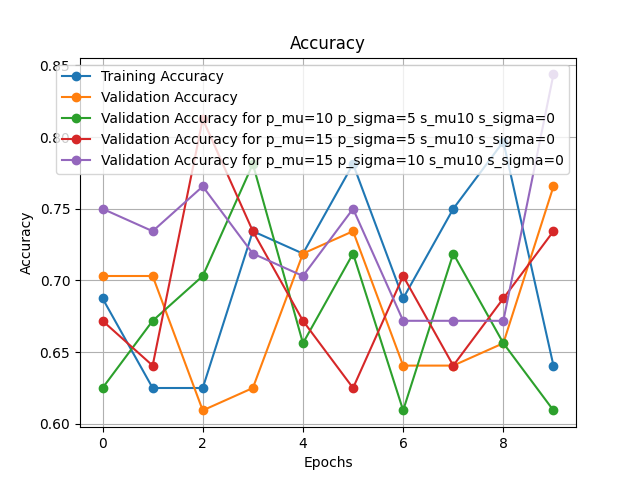 Accuracy
0.85
0.80
0.75
0.70
0.65
0.60
Accuracy
Training Accuracy
Validation Accuracy
Validation Accuracy for p_mu=10 p_sigma=5 s_mu10 s_sigma=0
Validation Accuracy for p_mu=15 p_sigma=5 s_mu10 s_sigma=0
Validation Accuracy for p_mu=15 p_sigma=10 s_mu10 s_sigma=0
0 2 4 6 8
Epochs